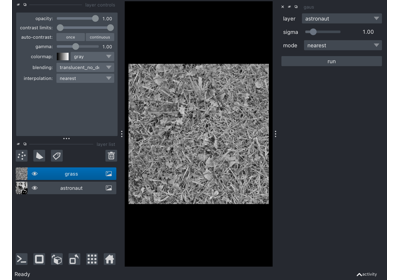 layer controls
opacity: 1.00
contrast limits:
auto-contrast: once continuous
gamma: 1.00
colormap: gray
blending: translucent_no_de
interpolation: nearest
layer list
grass
astronaut
Ready
layer astronaut
sigma 1.00
mode nearest
run
activity